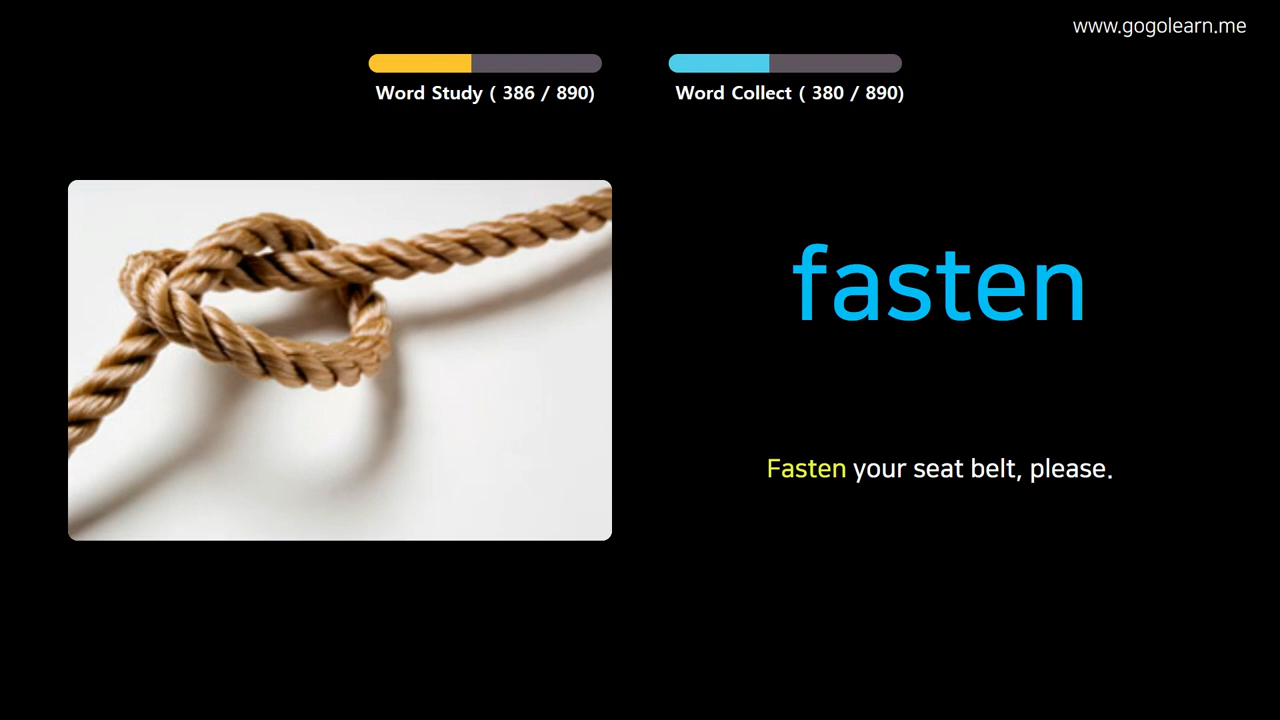 www.gogolearn.me
Word Study ( 386 / 890)
Word Collect ( 380 / 890)
fasten
Fasten your seat belt, please.